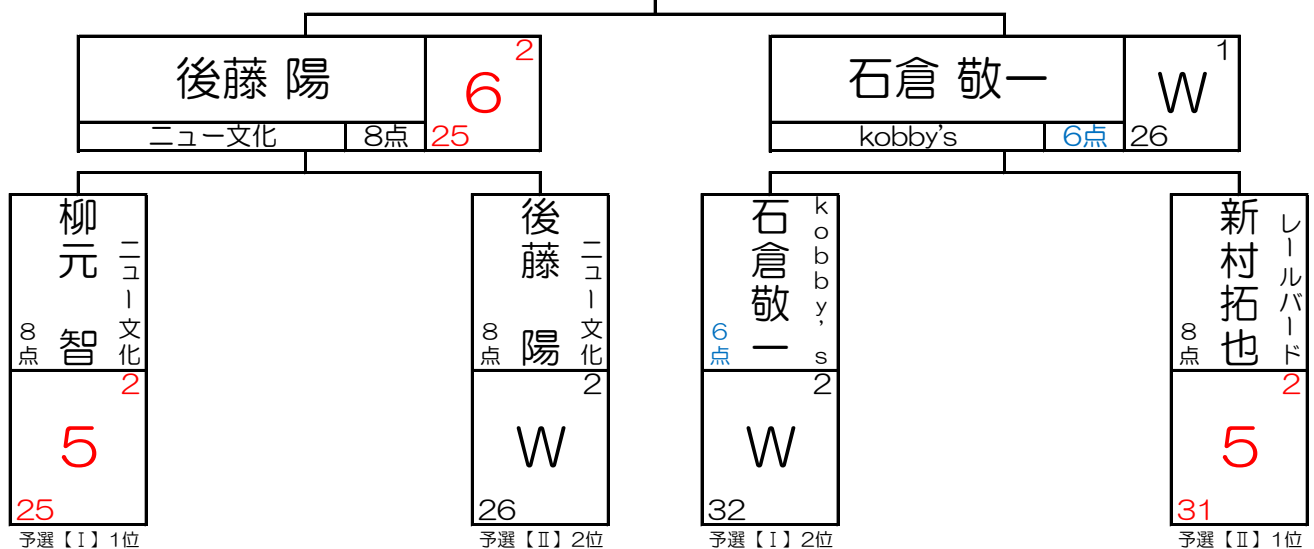 後藤 陽
2
6
ニュー文化
8点
25
石倉 敬一
1
W
kobby's
6点
26
柳元 智
ニュー文化
8点
2
5
25
予選【Ⅰ】1位
後藤 陽
ニュー文化
8点
2
W
26
予選【Ⅱ】2位
石倉敬一
kobby's
6点
2
W
32
予選【Ⅰ】2位
新村拓也
レールバード
8点
2
5
31
予選【Ⅱ】1位